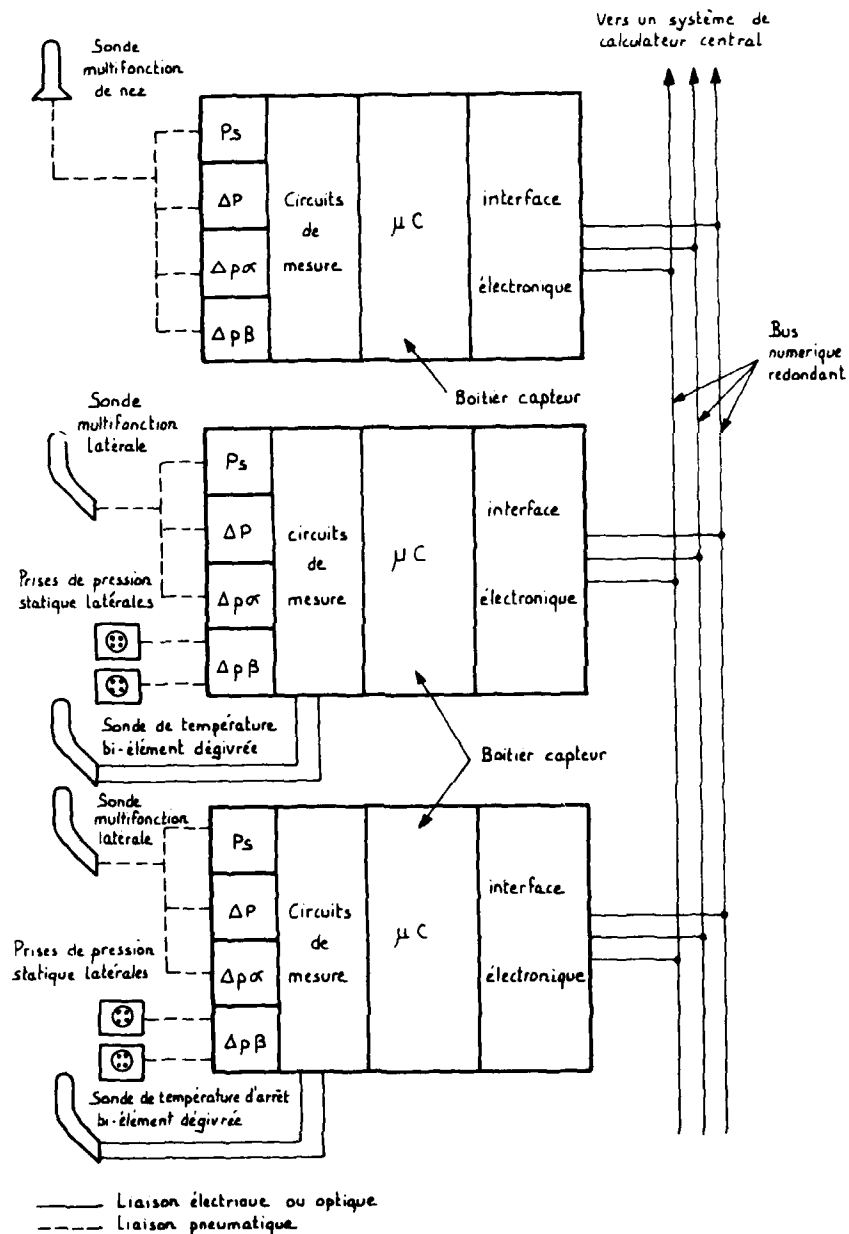 Vers un système de
calculateur central
Sonde
multifonction
de nez
Ps
ΔP
Δpα
Δpβ
Circuits
de
mesure
μC
interface
électronique
Boitier capteur
Bus
numerique
redondant
Sonde
multifonction
latérale
Ps
ΔP
Δpα
Δpβ
circuits
de
mesure
μC
interface
électronique
Prises de pression
statique latérales
Sonde de température
bi-élément dégivrée
Boitier capteur
Sonde
multifonction
latérale
Ps
ΔP
Δpα
Δpβ
Circuits
de
mesure
μC
interface
électronique
Prises de pression
statique latérales
Sonde de température d'arrêt
bi-élément dégivrée
Liaison électrique ou optique
Liaison pneumatique